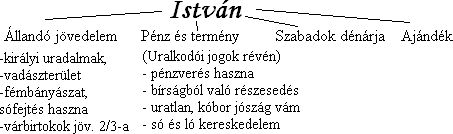 István
Állandó jövedelem
-királyi uradalmak,
-vadászterület
-fémbányászat,
sófejtés haszna
-várbirtokok jöv. 2/3-a
Pénz és termény
(Uralkodói jogok révén)
- pénzverés haszna
- bírságból való részesedés
- uratlan, kóbor jószág vám
- só és ló kereskedelem
Szabadok dénárja
Ajándék